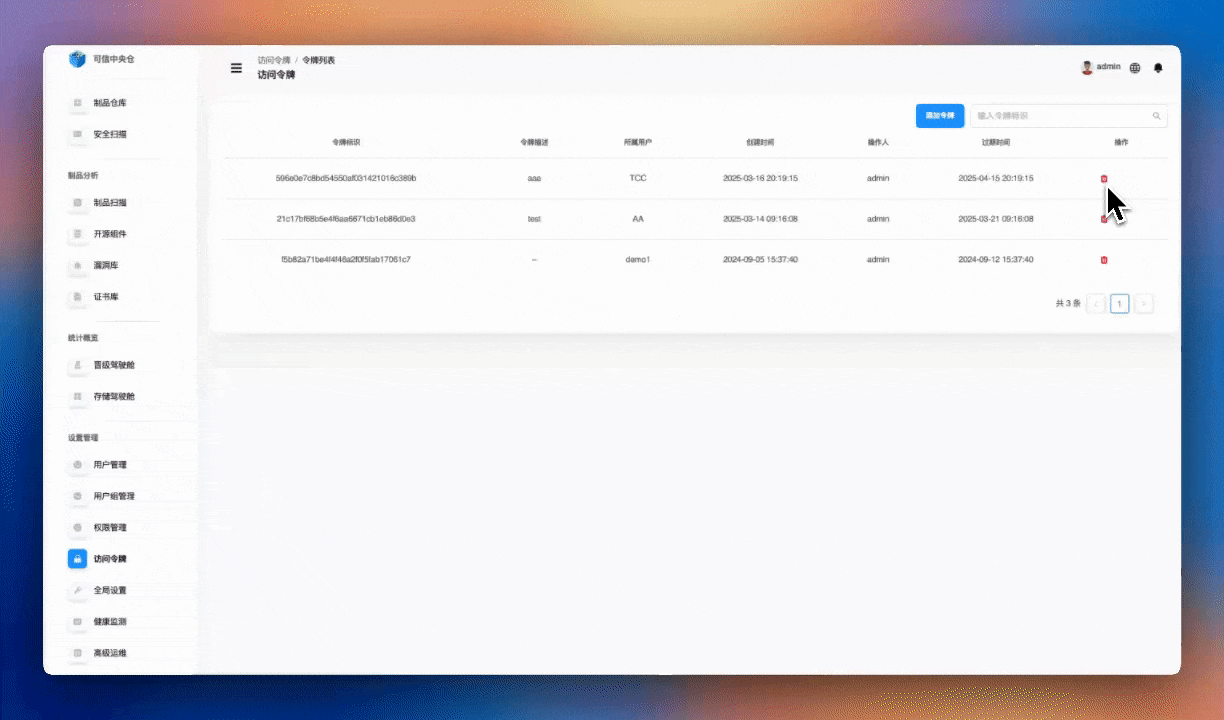 可信中央仓
制品仓库
安全扫描
制品分析
制品扫描
开源组件
漏洞库
证书库
统计概览
晋级驾驶舱
存储驾驶舱
设置管理
用户管理
用户组管理
权限管理
访问令牌
全局设置
健康监测
高级运维
访问令牌 / 令牌列表
访问令牌
admin
添加令牌
输入令牌标识
令牌标识 令牌描述 所属用户 创建时间 操作人 过期时间 操作
aaa TCC 2025-03-16 20:19:15 admin 2025-04-15 20:19:15
test AA 2025-03-14 09:16:08 admin 2025-03-21 09:16:08
-- demo1 2024-09-05 15:37:40 admin 2024-09-12 15:37:40
共 3 条 < 1 >